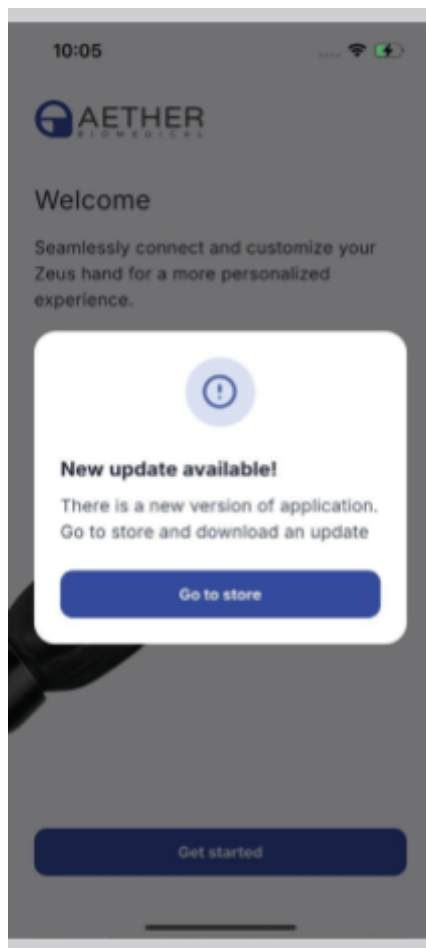 10:05
AETHER
BIOMEDICAL
Welcome
Seamlessly connect and customize your
Zeus hand for a more personalized
experience.
New update available!
There is a new version of application.
Go to store and download an update
Go to store
Get started